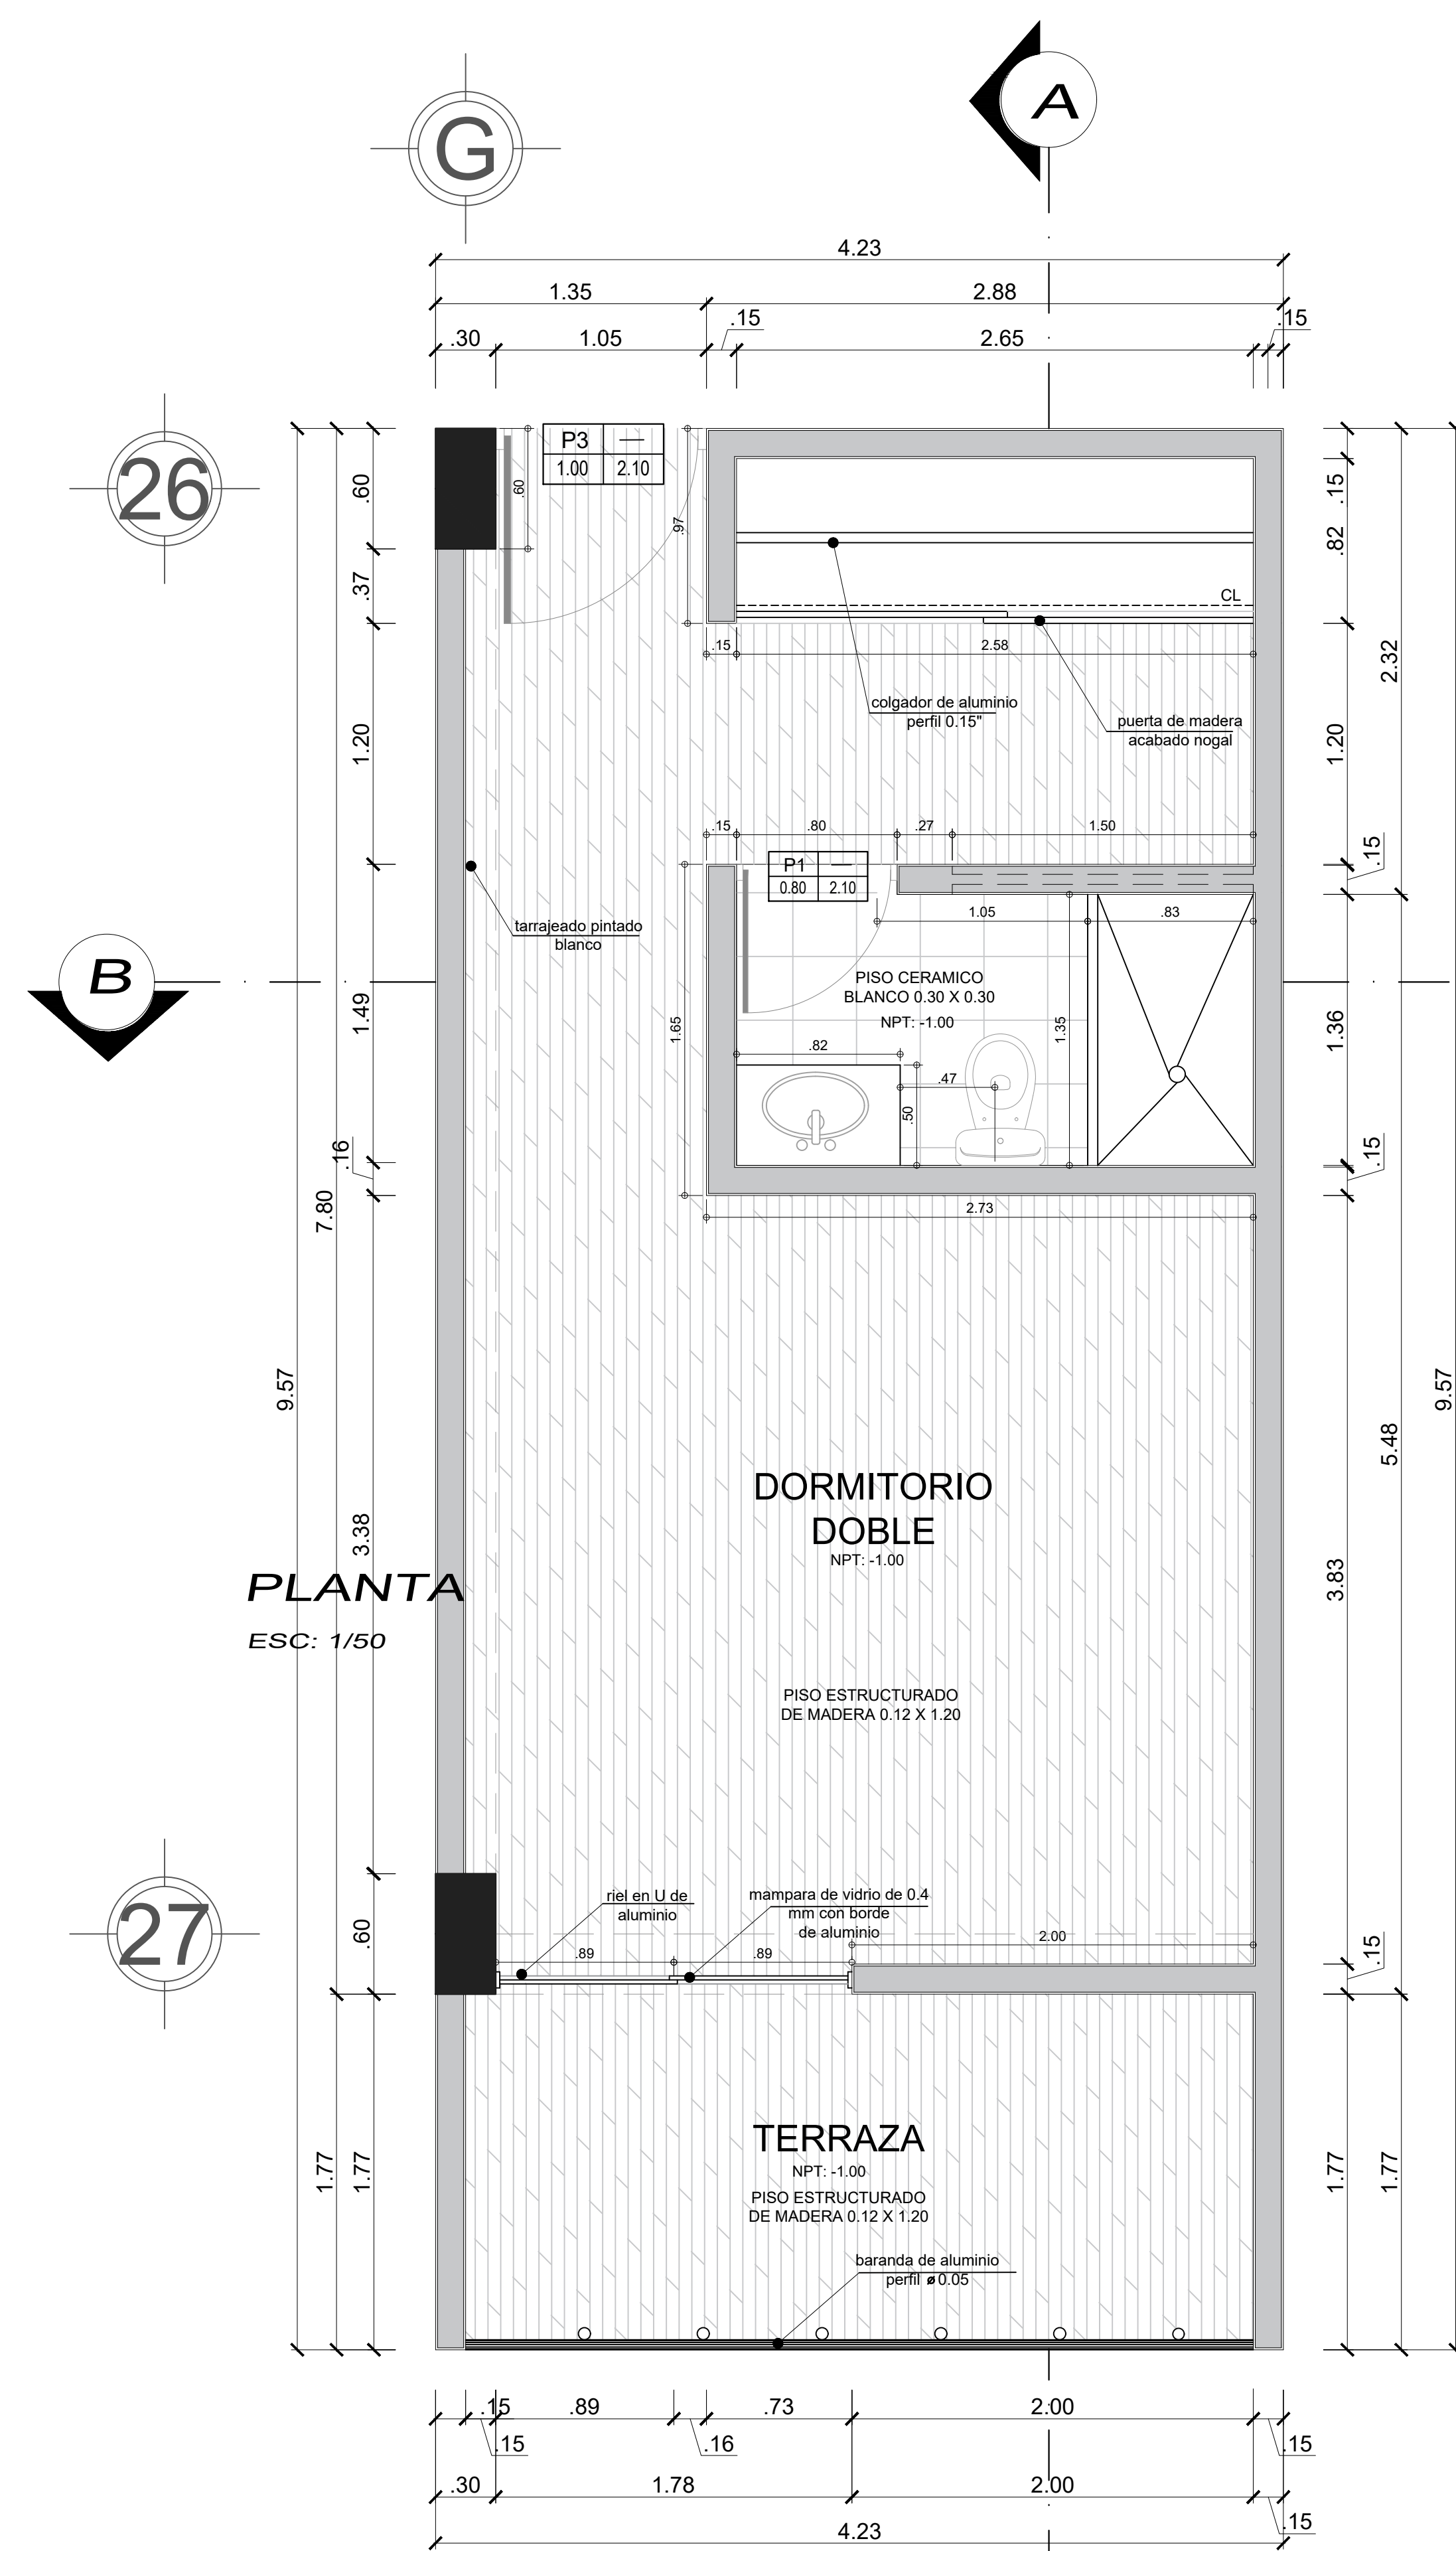 A
G
4.23
1.35
2.88
.15
.15
.30
1.05
2.65
26
P3
—
1.00
2.10
.60
.60
.97
.15
.37
.82
CL
.15
2.58
2.32
colgador de aluminio
perfil 0.15"
puerta de madera
acabado nogal
1.20
1.20
.15
.80
.27
1.50
.15
P1
—
0.80
2.10
1.05
.83
tarrajeado pintado
blanco
B
PISO CERAMICO
BLANCO 0.30 X 0.30
NPT: -1.00
1.49
1.65
1.35
1.36
.82
.47
.50
.16
.15
7.80
2.73
9.57
9.57
5.48
DORMITORIO
DOBLE
NPT: -1.00
3.38
3.83
PLANTA
ESC: 1/50
PISO ESTRUCTURADO
DE MADERA 0.12 X 1.20
27
riel en U de
aluminio
mampara de vidrio de 0.4
mm con borde
de aluminio
.60
.89
.89
2.00
.15
TERRAZA
NPT: -1.00
PISO ESTRUCTURADO
DE MADERA 0.12 X 1.20
1.77
1.77
1.77
1.77
baranda de aluminio
perfil ø0.05
.15
.89
.73
2.00
.15
.16
.15
.30
1.78
2.00
.15
4.23